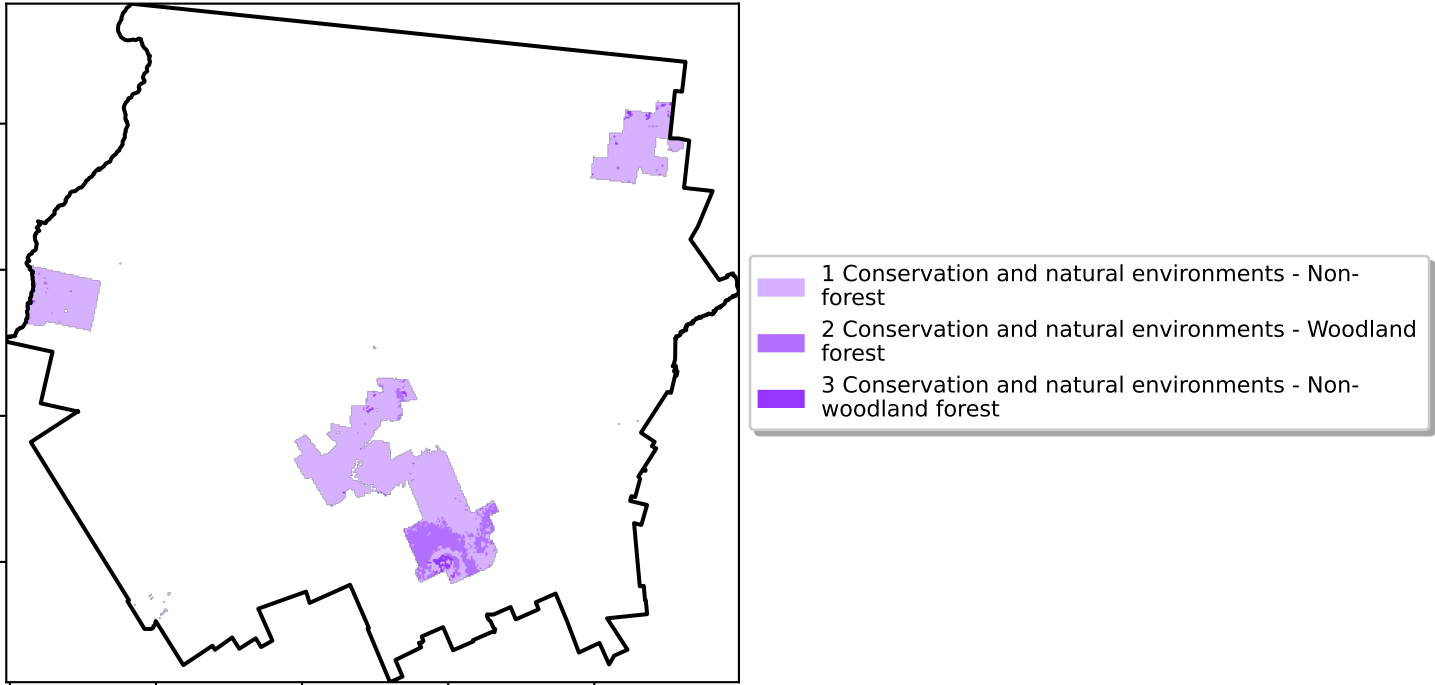 1 Conservation and natural environments - Non-
forest
2 Conservation and natural environments - Woodland
forest
3 Conservation and natural environments - Non-
woodland forest